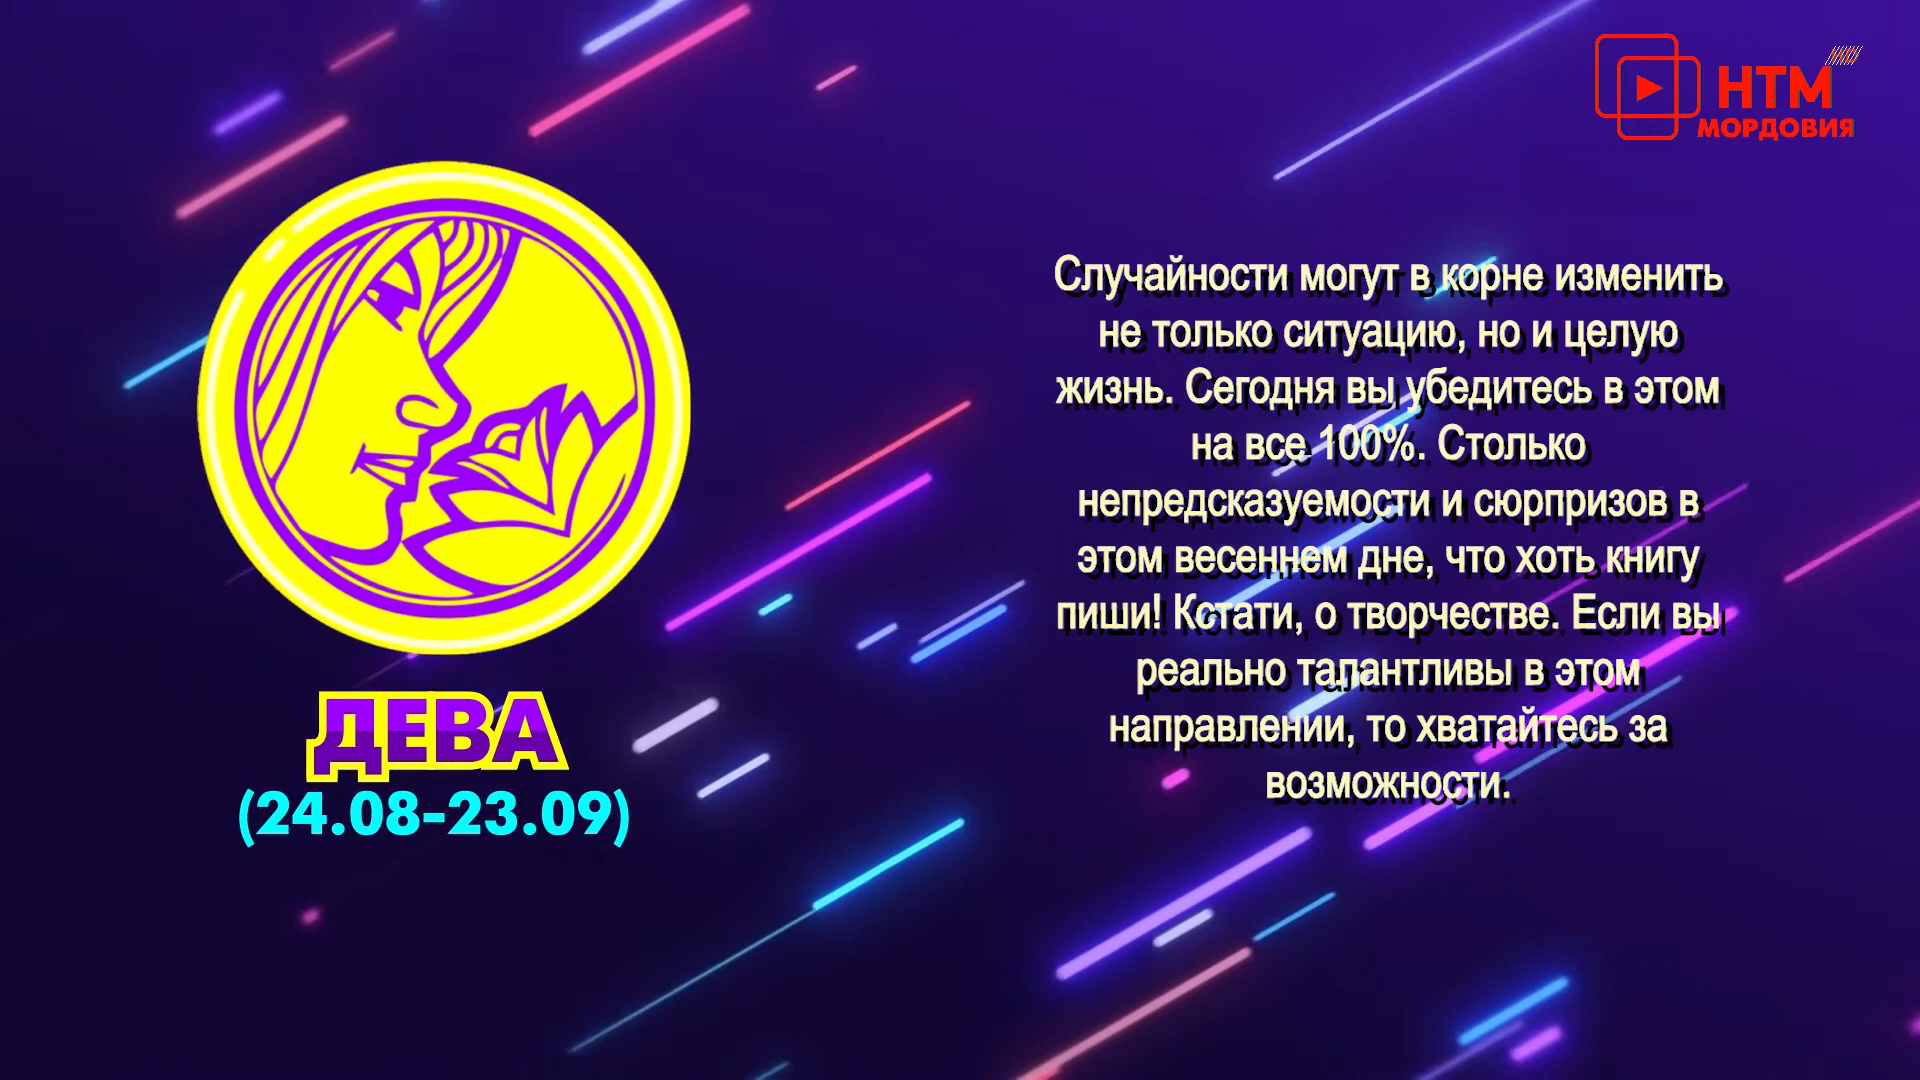 НТМ
МОРДОВИЯ
Случайности могут в корне изменить
не только ситуацию, но и целую
жизнь. Сегодня вы убедитесь в этом
на все 100%. Столько
непредсказуемости и сюрпризов в
этом весеннем дне, что хоть книгу
пиши! Кстати, о творчестве. Если вы
реально талантливы в этом
направлении, то хватайтесь за
возможности.
ДЕВА
(24.08-23.09)